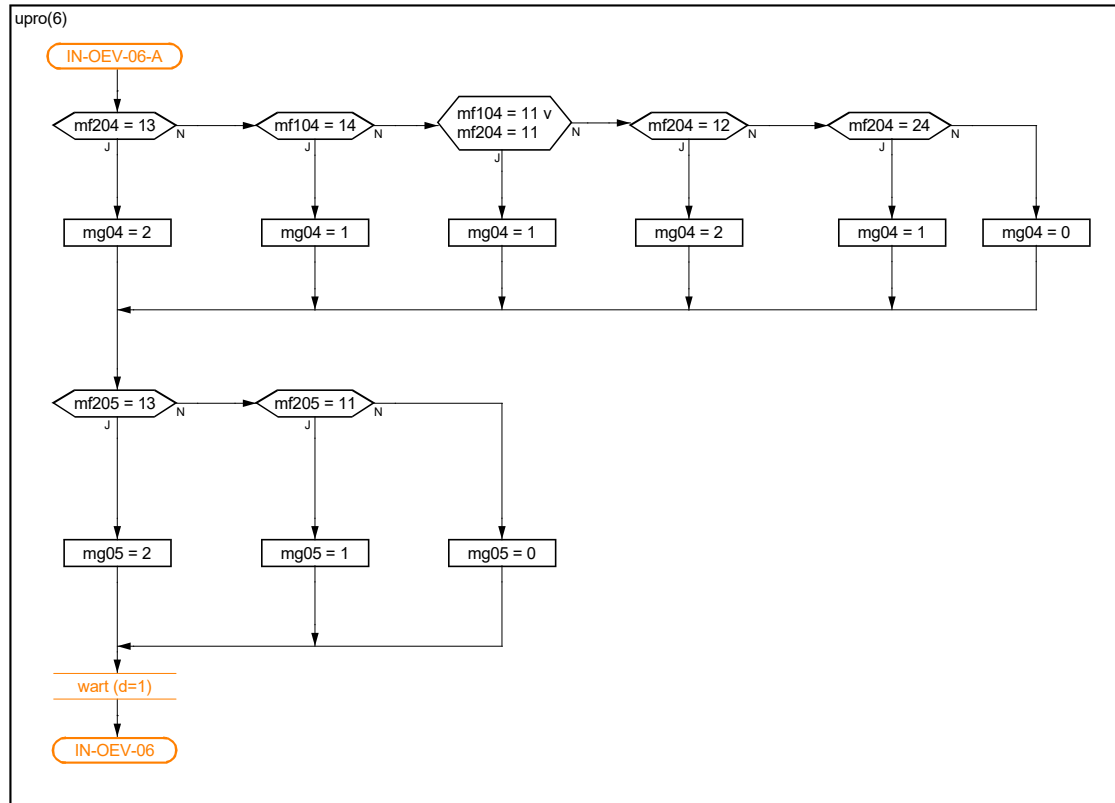 upro(6)
IN-OEV-06-A
mf204 = 13
N
J
mf104 = 14
N
J
mf104 = 11 v
mf204 = 11
N
J
mf204 = 12
N
J
mf204 = 24
N
J
mg04 = 2
mg04 = 1
mg04 = 1
mg04 = 2
mg04 = 1
mg04 = 0
mf205 = 13
N
J
mf205 = 11
N
J
mg05 = 2
mg05 = 1
mg05 = 0
wart (d=1)
IN-OEV-06